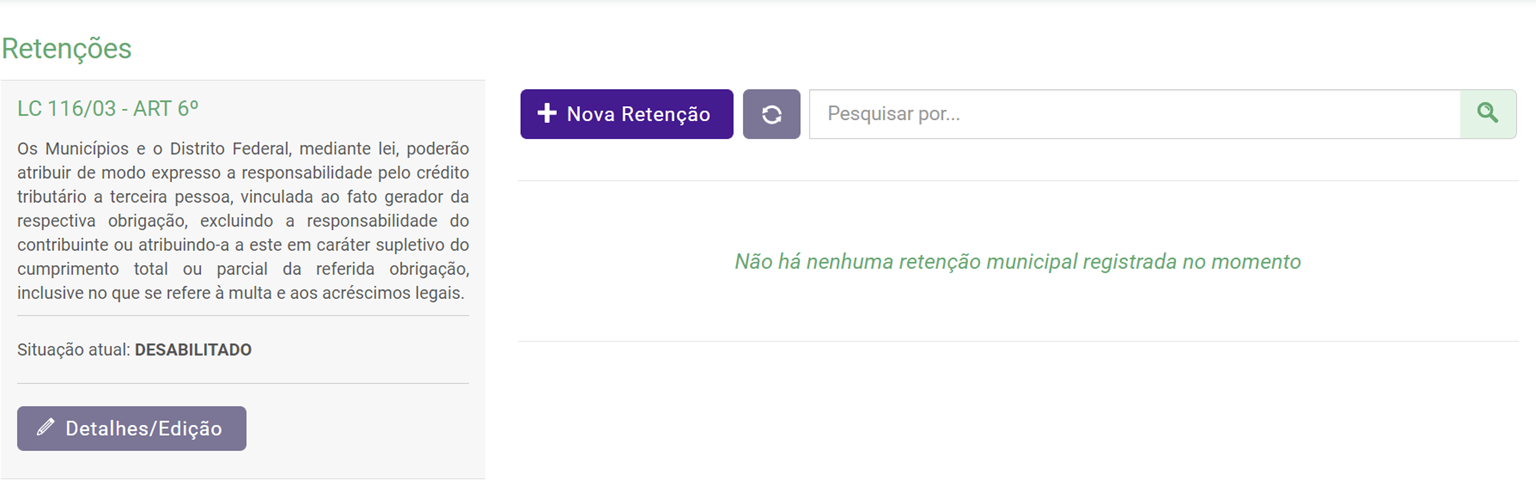 Retenções
LC 116/03 - ART 6º
Os Municípios e o Distrito Federal, mediante lei, poderão
atribuir de modo expresso a responsabilidade pelo crédito
tributário a terceira pessoa, vinculada ao fato gerador da
respectiva obrigação, excluindo a responsabilidade do
contribuinte ou atribuindo-a a este em caráter supletivo do
cumprimento total ou parcial da referida obrigação,
inclusive no que se refere à multa e aos acréscimos legais.
Situação atual: DESABILITADO
Detalhes/Edição
Nova Retenção
Pesquisar por...
Não há nenhuma retenção municipal registrada no momento